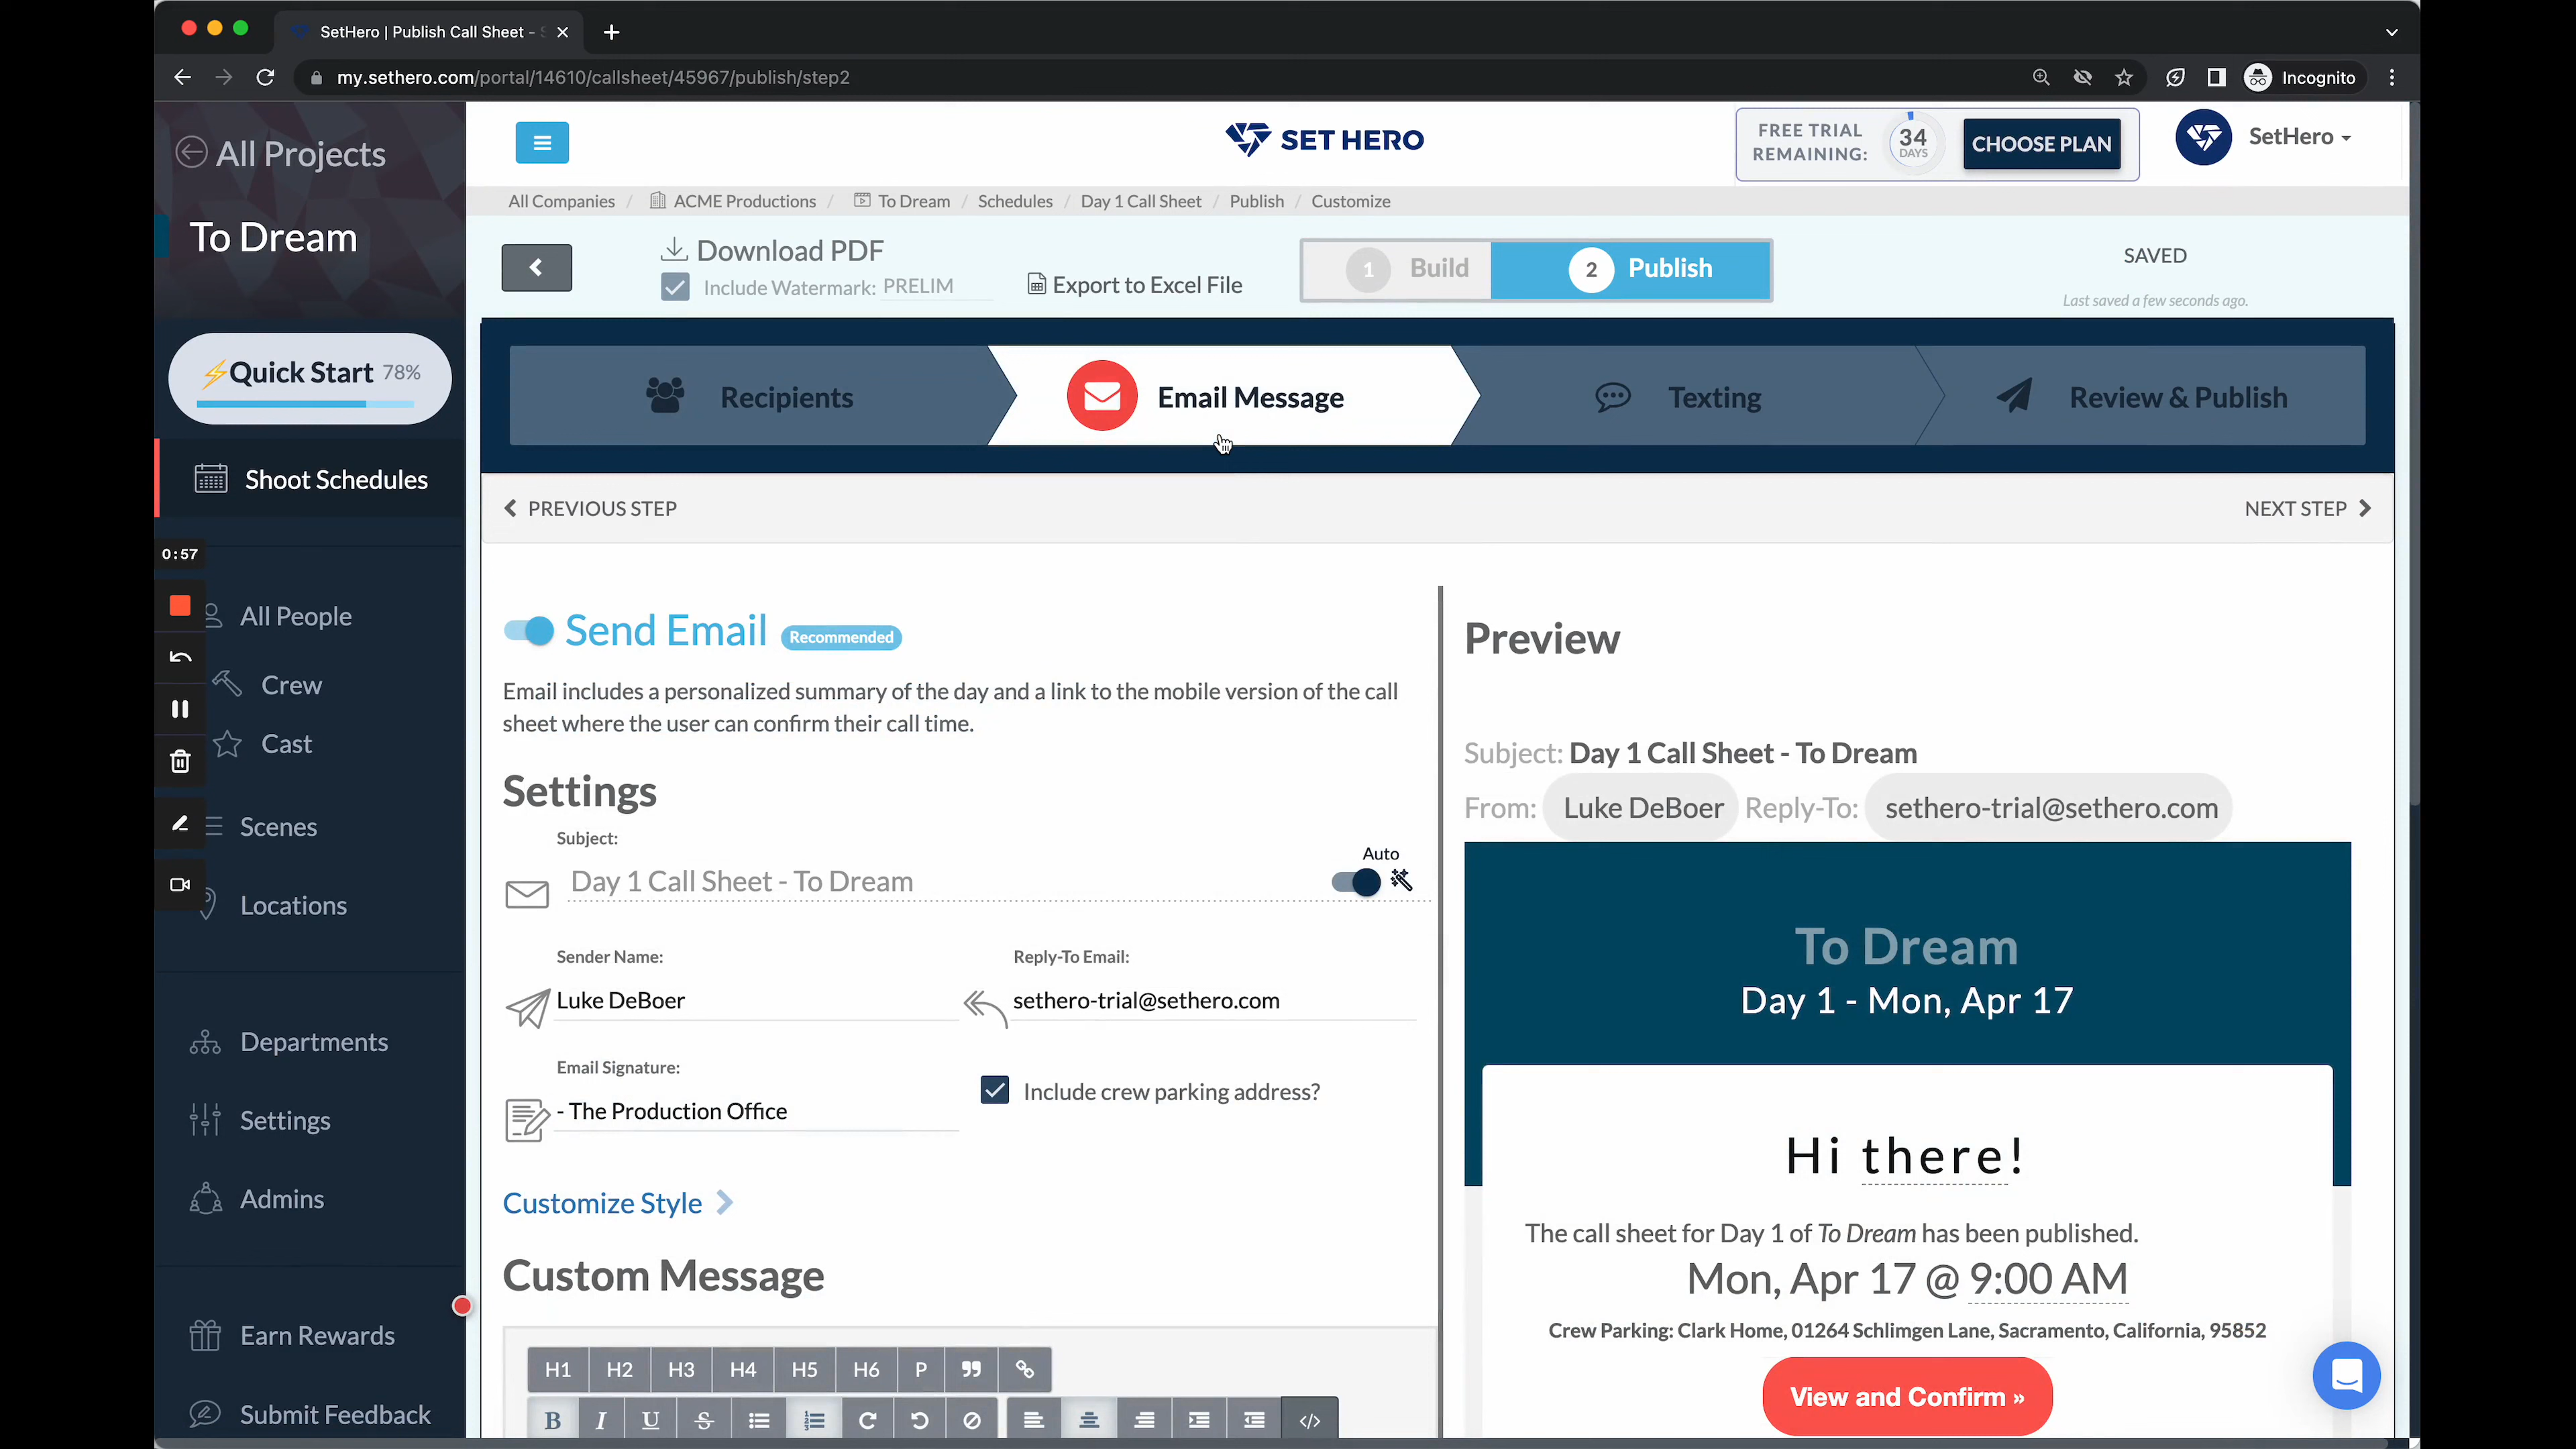 SetHero | Publish Call Sheet - S
my.sethero.com/portal/14610/callsheet/45967/publish/step2
Incognito
All Projects
To Dream
Quick Start 78%
Shoot Schedules
0:57
All People
Crew
Cast
Scenes
Locations
Departments
Settings
Admins
Earn Rewards
Submit Feedback
SET HERO
FREE TRIAL
REMAINING:
34
DAYS
CHOOSE PLAN
SetHero
All Companies / ACME Productions / To Dream / Schedules / Day 1 Call Sheet / Publish / Customize
Download PDF
Include Watermark: PRELIM
Export to Excel File
1 Build
2 Publish
SAVED
Last saved a few seconds ago.
Recipients
Email Message
Texting
Review & Publish
PREVIOUS STEP
NEXT STEP
Send Email Recommended
Email includes a personalized summary of the day and a link to the mobile version of the call
sheet where the user can confirm their call time.
Settings
Subject:
Day 1 Call Sheet - To Dream
Auto
Sender Name:
Luke DeBoer
Reply-To Email:
sethero-trial@sethero.com
Email Signature:
- The Production Office
Include crew parking address?
Customize Style
Custom Message
H1 H2 H3 H4 H5 H6 P
B I U S </>
Preview
Subject: Day 1 Call Sheet - To Dream
From: Luke DeBoer Reply-To: sethero-trial@sethero.com
To Dream
Day 1 - Mon, Apr 17
Hi there!
The call sheet for Day 1 of To Dream has been published.
Mon, Apr 17 @ 9:00 AM
Crew Parking: Clark Home, 01264 Schlimgen Lane, Sacramento, California, 95852
View and Confirm »